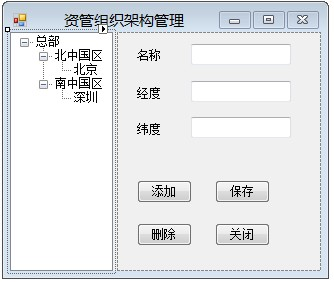 资管组织架构管理
总部
北中国区
北京
南中国区
深圳
名称
经度
纬度
添加 保存
删除 关闭